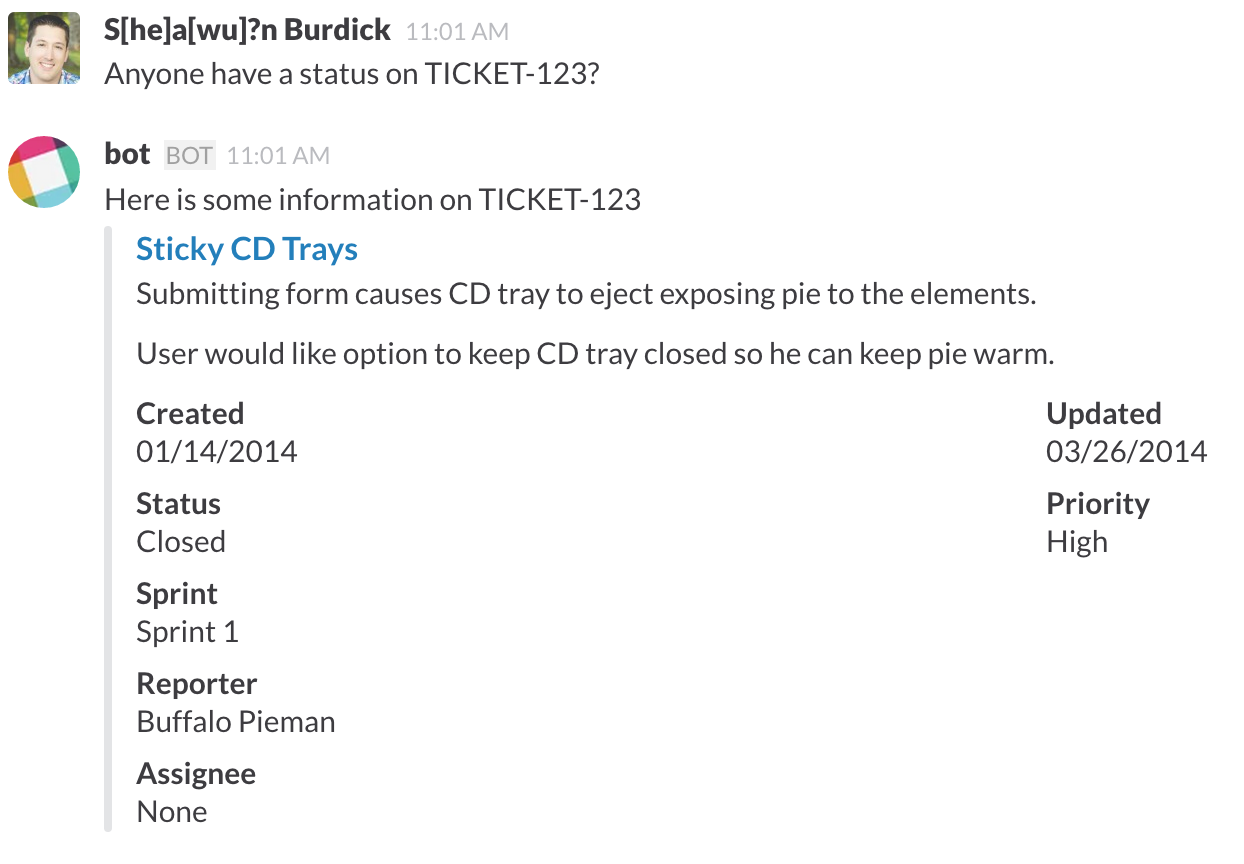 S[he]a[wu]?n Burdick 11:01 AM
Anyone have a status on TICKET-123?
bot BOT 11:01 AM
Here is some information on TICKET-123
Sticky CD Trays
Submitting form causes CD tray to eject exposing pie to the elements.
User would like option to keep CD tray closed so he can keep pie warm.
Created Updated
01/14/2014 03/26/2014
Status Priority
Closed High
Sprint
Sprint 1
Reporter
Buffalo Pieman
Assignee
None